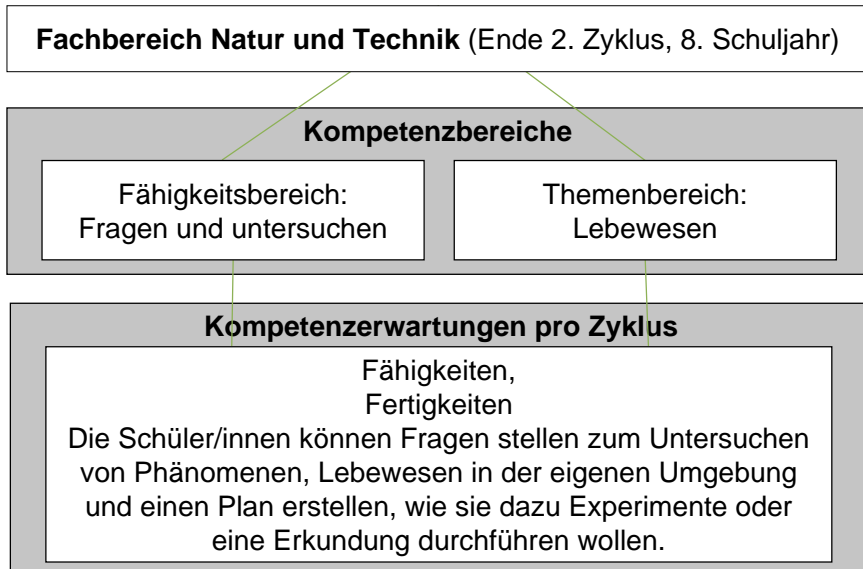 Fachbereich Natur und Technik (Ende 2. Zyklus, 8. Schuljahr)
Kompetenzbereiche
Fähigkeitsbereich:
Fragen und untersuchen
Themenbereich:
Lebewesen
Kompetenzerwartungen pro Zyklus
Fähigkeiten,
Fertigkeiten
Die Schüler/innen können Fragen stellen zum Untersuchen
von Phänomenen, Lebewesen in der eigenen Umgebung
und einen Plan erstellen, wie sie dazu Experimente oder
eine Erkundung durchführen wollen.